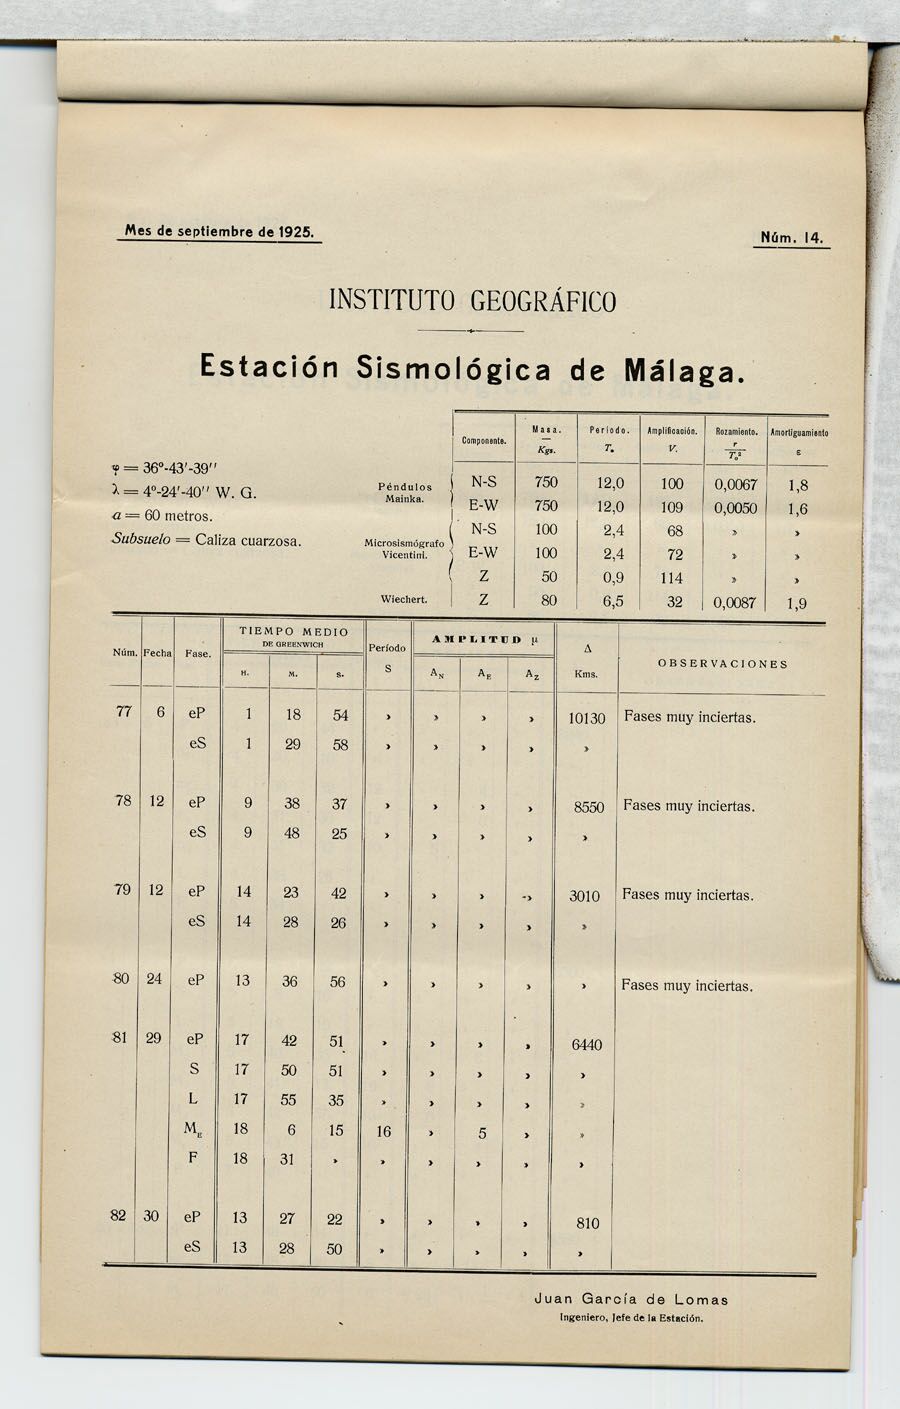 Mes de septiembre de 1925.
Núm. 14.
INSTITUTO GEOGRÁFICO
Estación Sismológica de Málaga.
φ = 36º-43'-39''
λ = 4º-24'-40'' W. G.
a = 60 metros.
Subsuelo = Caliza cuarzosa.
Componente. Masa. — Kgs. Período. T₀ Amplificación. V. Rozamiento. r/T₀² Amortiguamiento ε
Péndulos Mainka. N-S 750 12,0 100 0,0067 1,8
E-W 750 12,0 109 0,0050 1,6
Microsismógrafo Vicentini. N-S 100 2,4 68 » »
E-W 100 2,4 72 » »
Z 50 0,9 114 » »
Wiechert. Z 80 6,5 32 0,0087 1,9
Núm. Fecha Fase. TIEMPO MEDIO DE GREENWICH Período S AMPLITUD μ Δ Kms. OBSERVACIONES
H. M. S. A_N A_E A_Z
77 6 eP 1 18 54 » » » » 10130 Fases muy inciertas.
eS 1 29 58 » » » » »
78 12 eP 9 38 37 » » » » 8550 Fases muy inciertas.
eS 9 48 25 » » » » »
79 12 eP 14 23 42 » » » -» 3010 Fases muy inciertas.
eS 14 28 26 » » » » »
80 24 eP 13 36 56 » » » » » Fases muy inciertas.
81 29 eP 17 42 51 » » » » 6440
S 17 50 51 » » » » »
L 17 55 35 » » » » »
M_E 18 6 15 16 » 5 » »
F 18 31 » » » » » »
82 30 eP 13 27 22 » » » » 810
eS 13 28 50 » » » » »
Juan García de Lomas
Ingeniero, Jefe de la Estación.